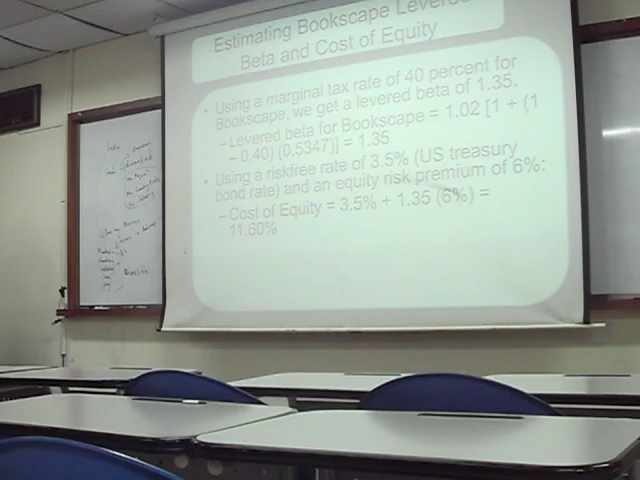 Estimating Bookscape Levered
Beta and Cost of Equity
• Using a marginal tax rate of 40 percent for
Bookscape, we get a levered beta of 1.35.
– Levered beta for Bookscape = 1.02 [1 + (1
– 0.40) (0.5347)] = 1.35
• Using a riskfree rate of 3.5% (US treasury
bond rate) and an equity risk premium of 6%:
– Cost of Equity = 3.5% + 1.35 (6%) =
11.60%